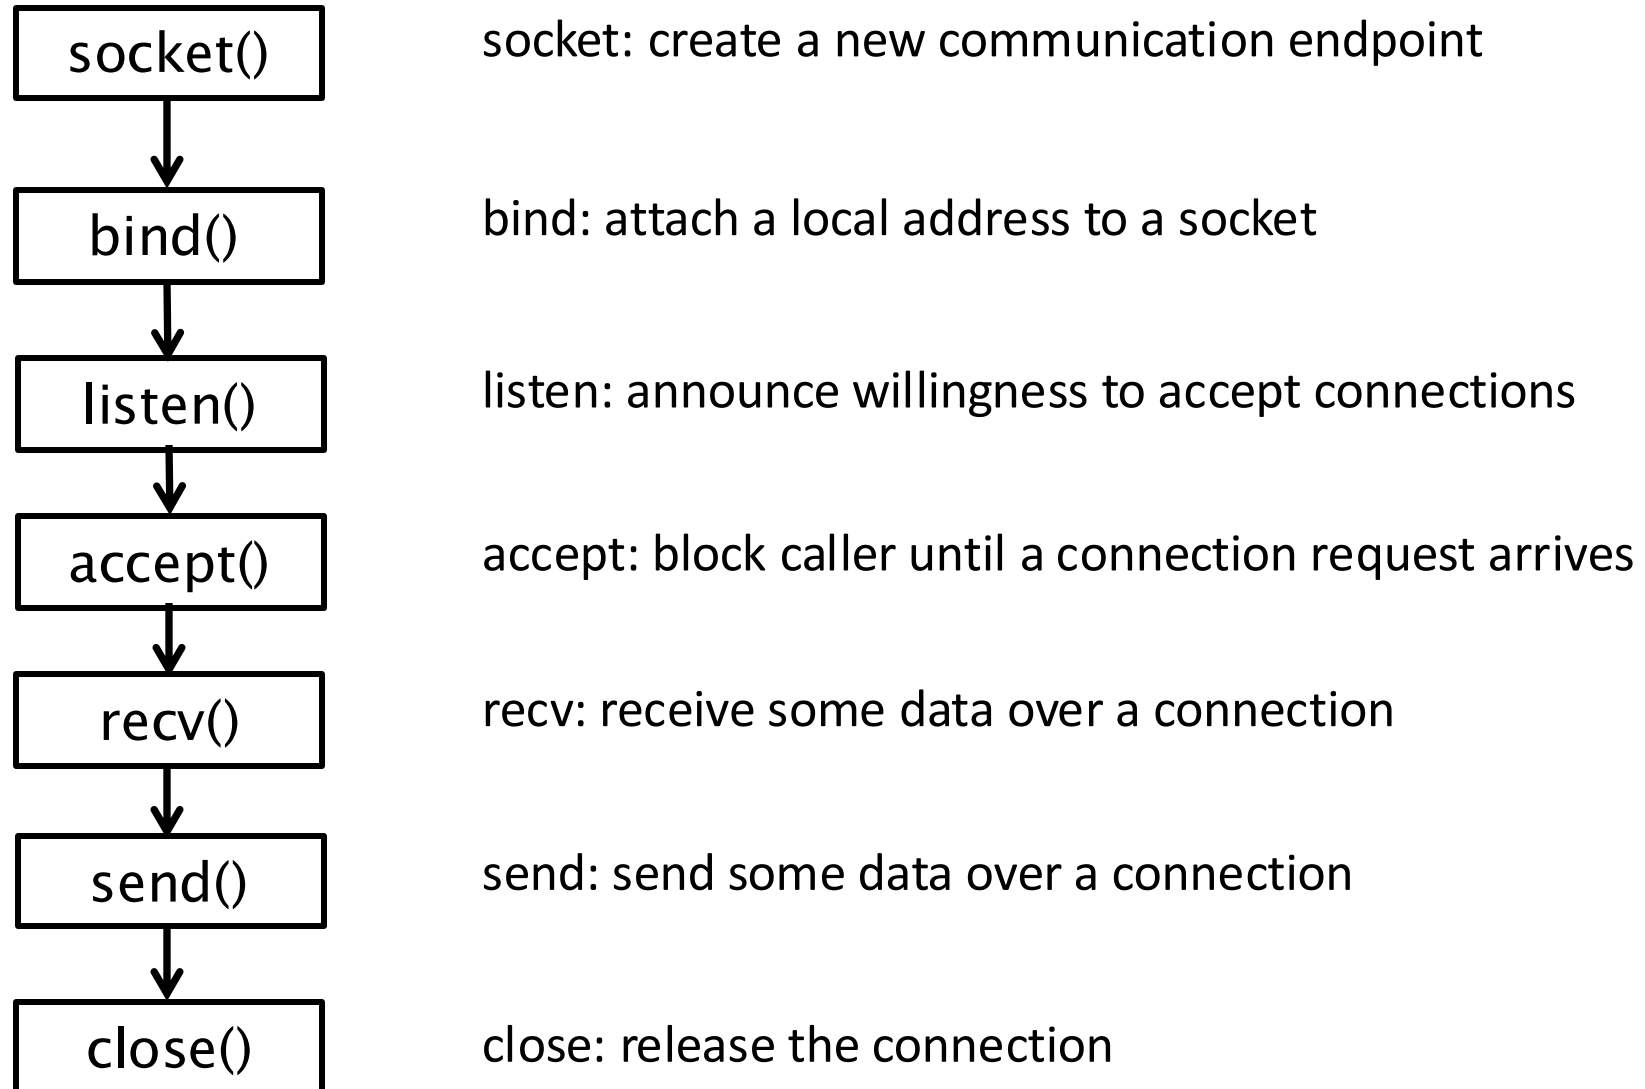 socket()
socket: create a new communication endpoint
bind()
bind: attach a local address to a socket
listen()
listen: announce willingness to accept connections
accept()
accept: block caller until a connection request arrives
recv()
recv: receive some data over a connection
send()
send: send some data over a connection
close()
close: release the connection